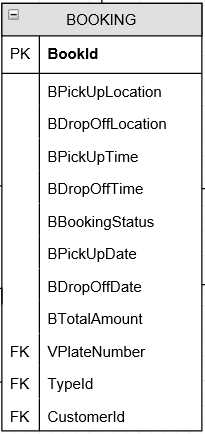 BOOKING
PK BookId
BPickUpLocation
BDropOffLocation
BPickUpTime
BDropOffTime
BBookingStatus
BPickUpDate
BDropOffDate
BTotalAmount
FK VPlateNumber
FK TypeId
FK CustomerId